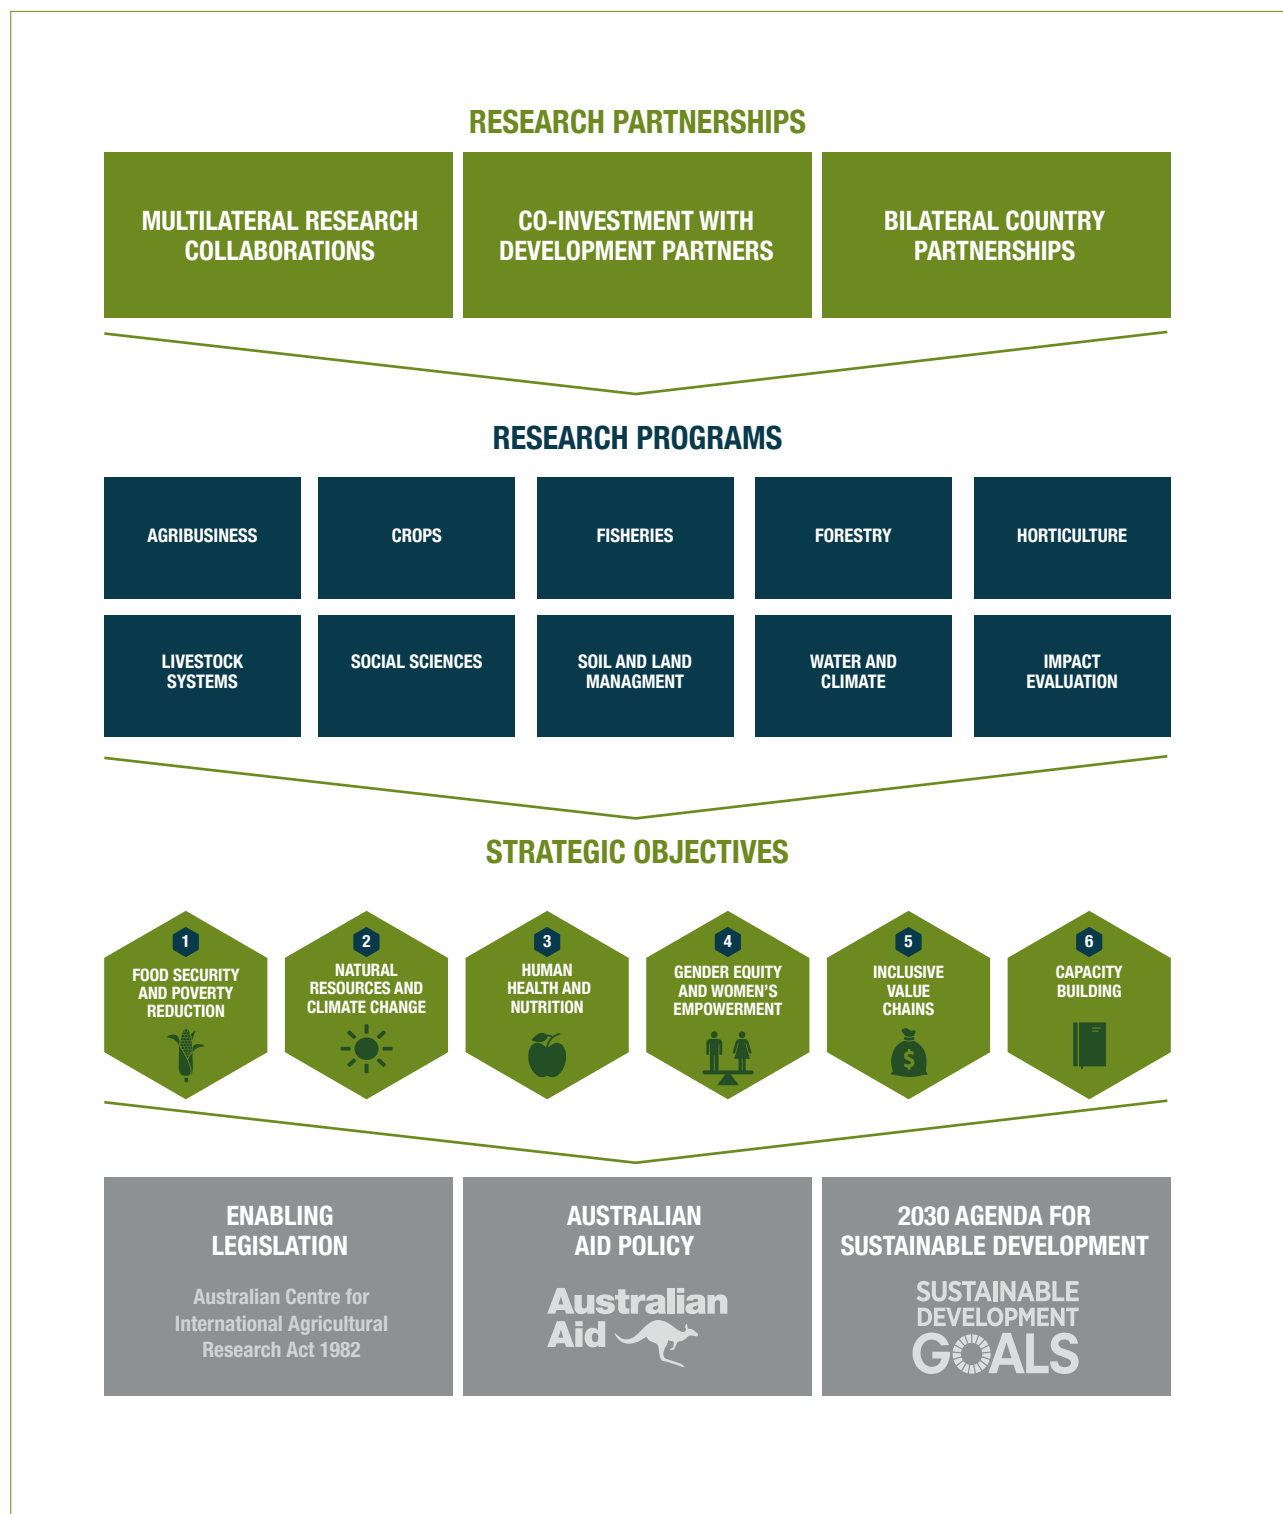 RESEARCH PARTNERSHIPS
MULTILATERAL RESEARCH
COLLABORATIONS
CO-INVESTMENT WITH
DEVELOPMENT PARTNERS
BILATERAL COUNTRY
PARTNERSHIPS
RESEARCH PROGRAMS
AGRIBUSINESS
CROPS
FISHERIES
FORESTRY
HORTICULTURE
LIVESTOCK
SYSTEMS
SOCIAL SCIENCES
SOIL AND LAND
MANAGMENT
WATER AND
CLIMATE
IMPACT
EVALUATION
STRATEGIC OBJECTIVES
1
FOOD SECURITY
AND POVERTY
REDUCTION
2
NATURAL
RESOURCES AND
CLIMATE CHANGE
3
HUMAN
HEALTH AND
NUTRITION
4
GENDER EQUITY
AND WOMEN'S
EMPOWERMENT
5
INCLUSIVE
VALUE
CHAINS
$
6
CAPACITY
BUILDING
ENABLING
LEGISLATION
Australian Centre for
International Agricultural
Research Act 1982
AUSTRALIAN
AID POLICY
Australian
Aid
2030 AGENDA FOR
SUSTAINABLE DEVELOPMENT
SUSTAINABLE
DEVELOPMENT
GOALS